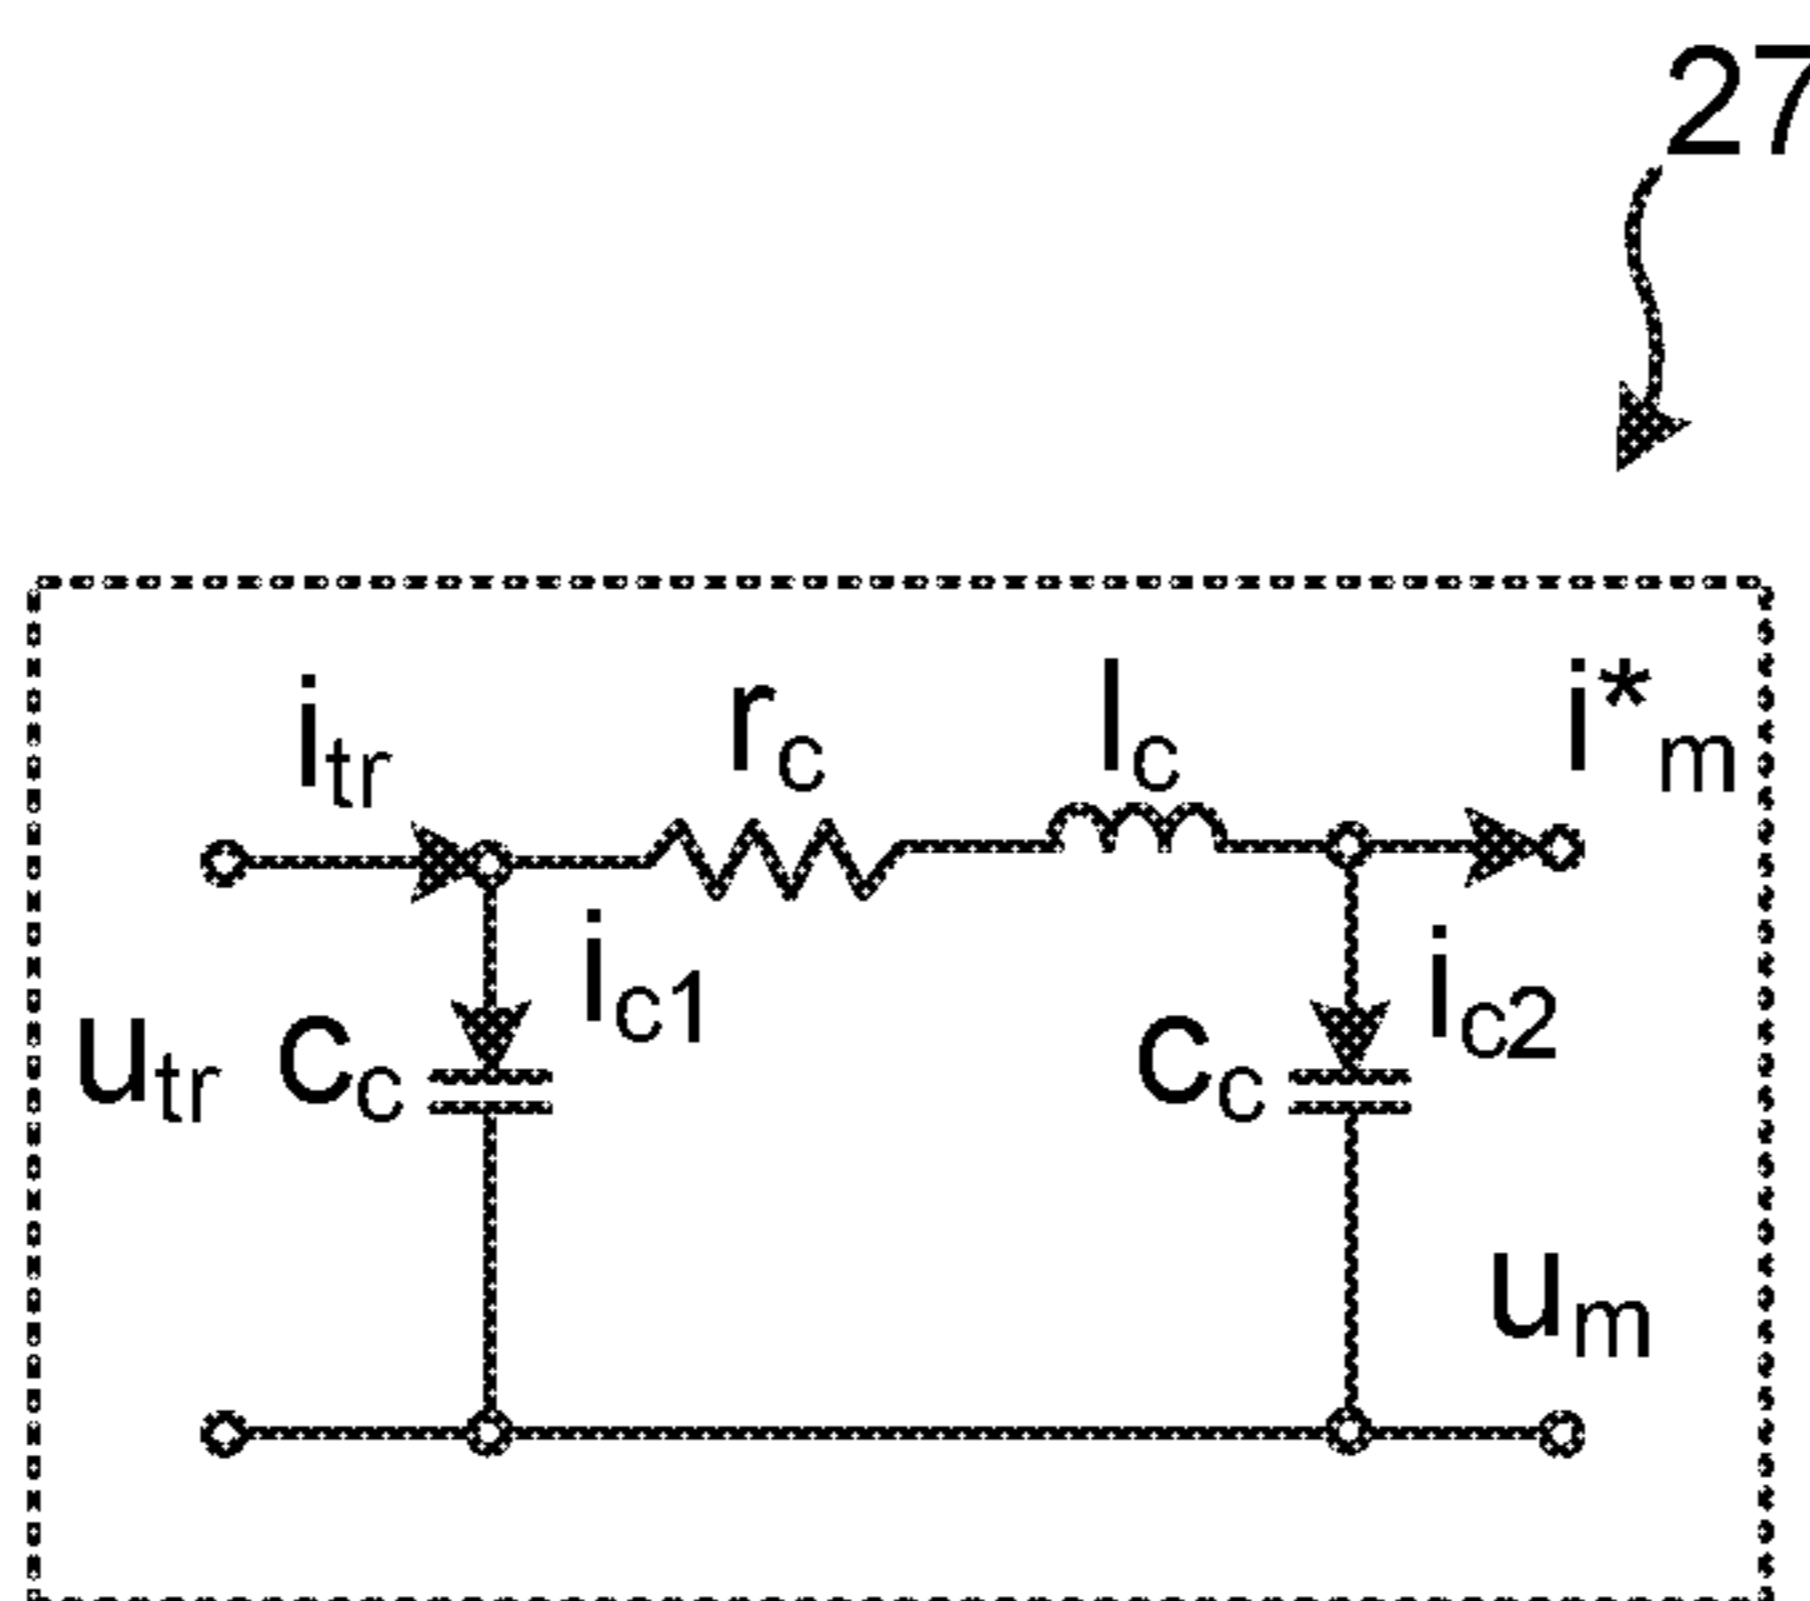 27
i_tr r_c l_c i*_m
i_c1 i_c2
u_tr c_c c_c
u_m